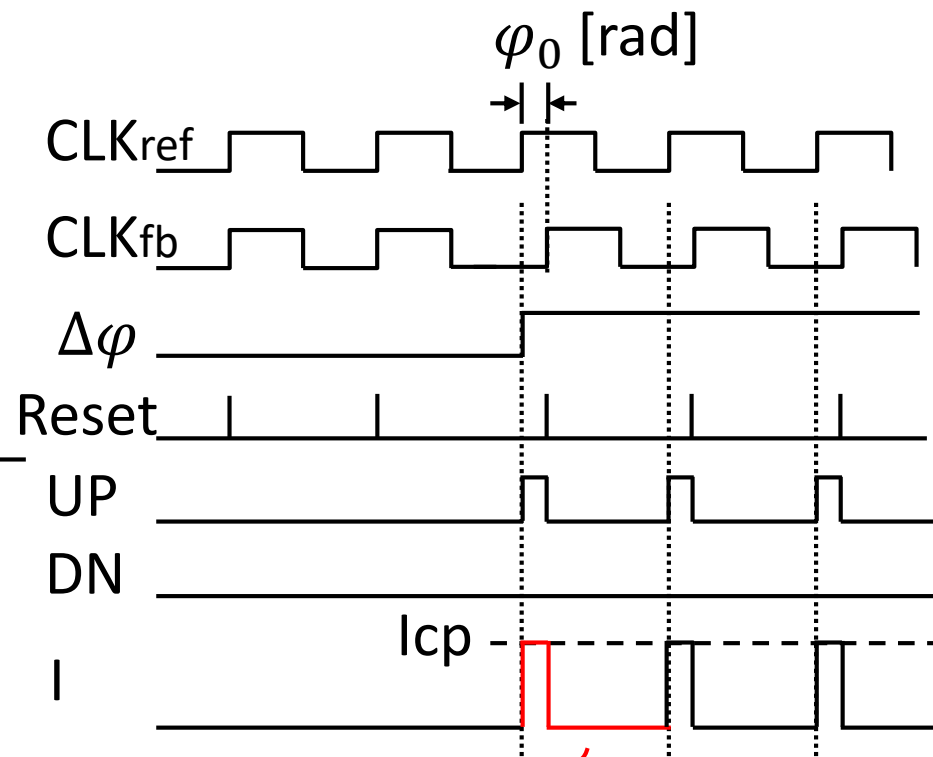 φ₀ [rad]
CLKref
CLKfb
Δφ
Reset
UP
DN
Icp
I